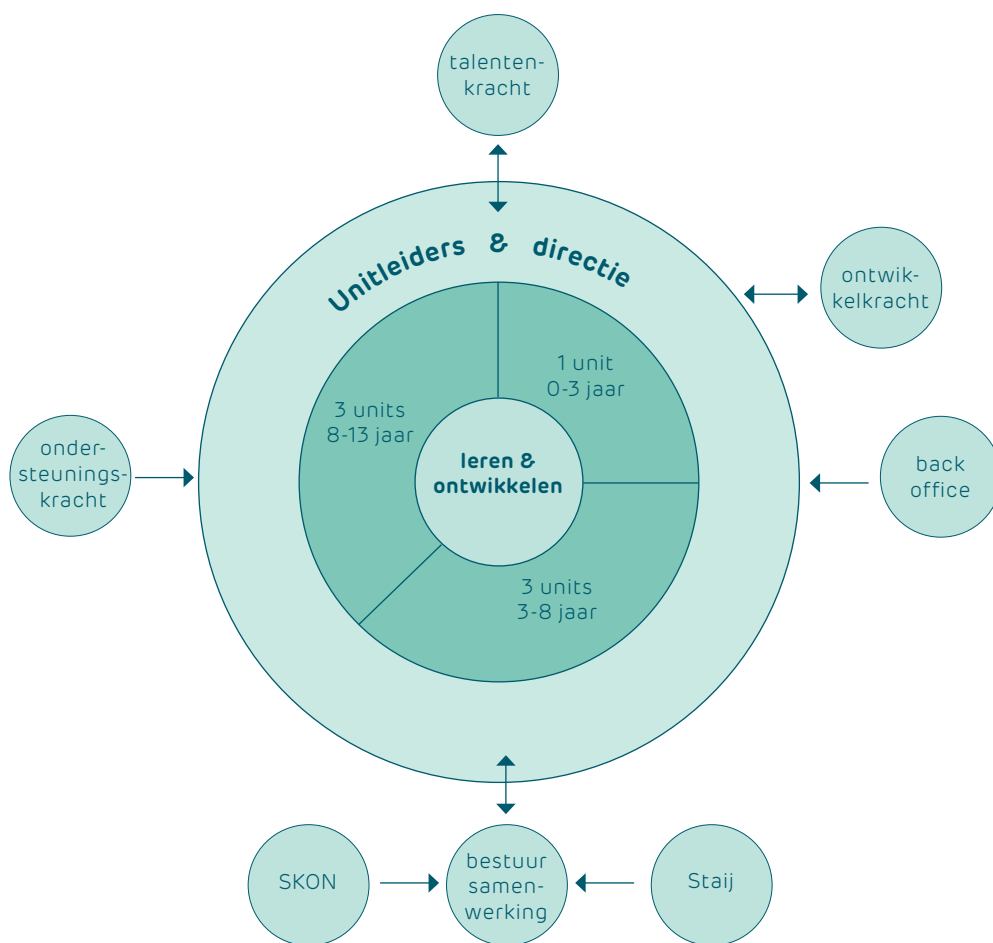 talenten-
kracht
Unitleiders & directie
ontwik-
kelkracht
1 unit
0-3 jaar
3 units
8-13 jaar
leren &
ontwikkelen
onder-
steunings-
kracht
back
office
3 units
3-8 jaar
SKON
bestuur
samen-
werking
Staij